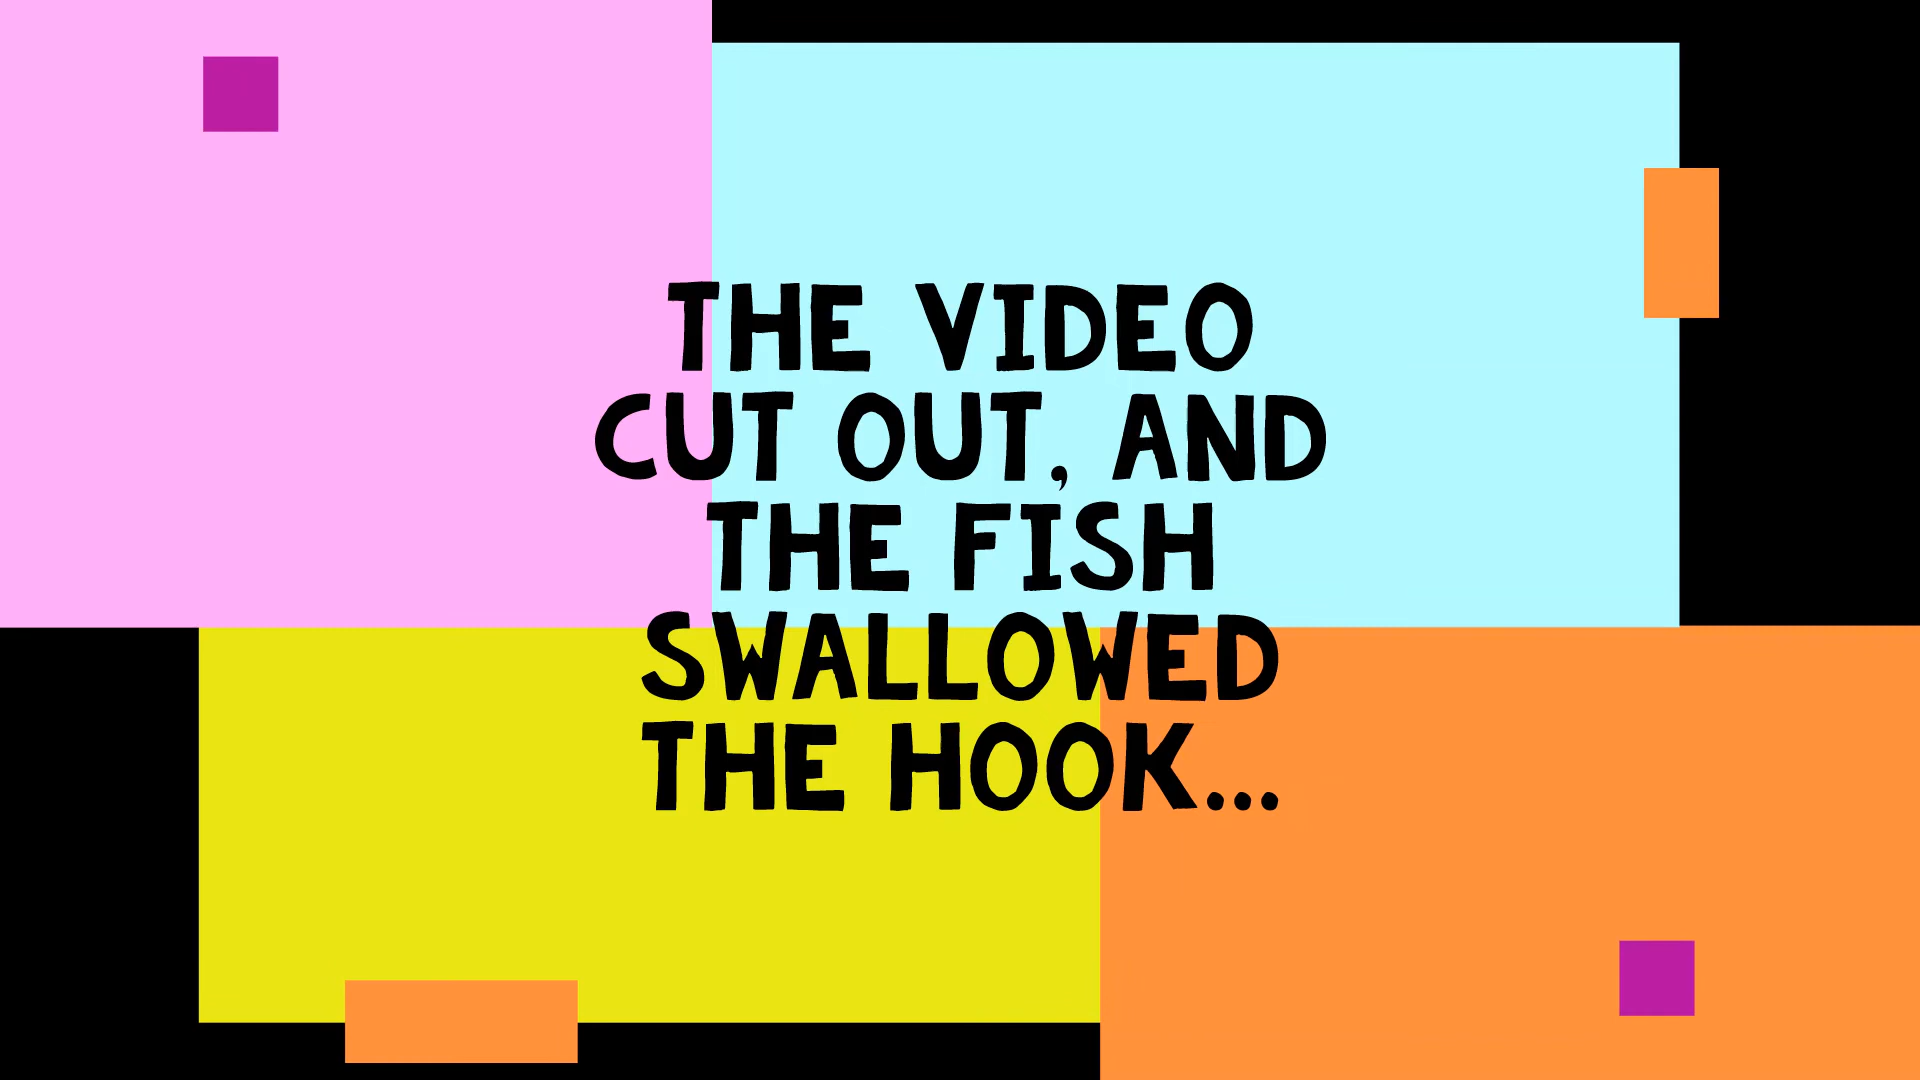 THE VIDEO
CUT OUT, AND
THE FISH
SWALLOWED
THE HOOK...